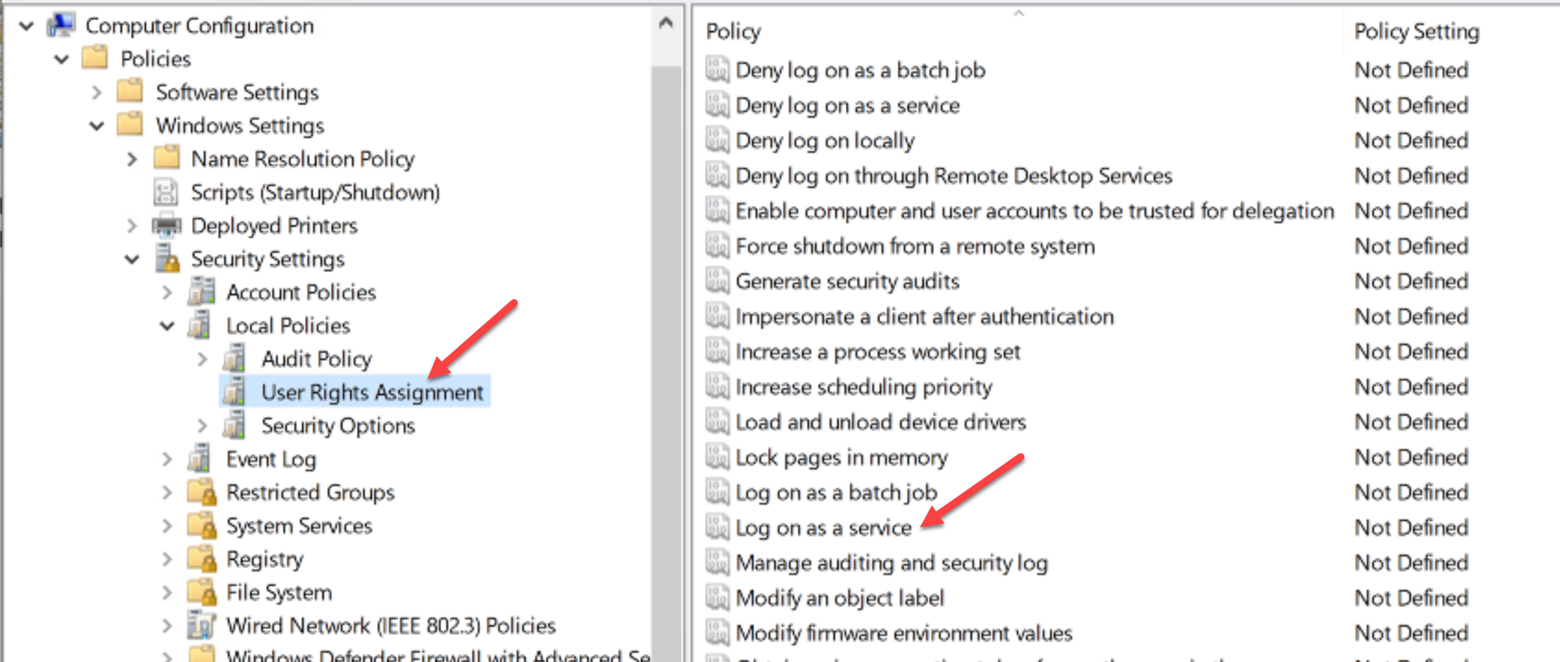 Computer Configuration
Policies
Software Settings
Windows Settings
Name Resolution Policy
Scripts (Startup/Shutdown)
Deployed Printers
Security Settings
Account Policies
Local Policies
Audit Policy
User Rights Assignment
Security Options
Event Log
Restricted Groups
System Services
Registry
File System
Wired Network (IEEE 802.3) Policies
Windows Defender Firewall with Advanced Se
Policy Policy Setting
Deny log on as a batch job Not Defined
Deny log on as a service Not Defined
Deny log on locally Not Defined
Deny log on through Remote Desktop Services Not Defined
Enable computer and user accounts to be trusted for delegation Not Defined
Force shutdown from a remote system Not Defined
Generate security audits Not Defined
Impersonate a client after authentication Not Defined
Increase a process working set Not Defined
Increase scheduling priority Not Defined
Load and unload device drivers Not Defined
Lock pages in memory Not Defined
Log on as a batch job Not Defined
Log on as a service Not Defined
Manage auditing and security log Not Defined
Modify an object label Not Defined
Modify firmware environment values Not Defined